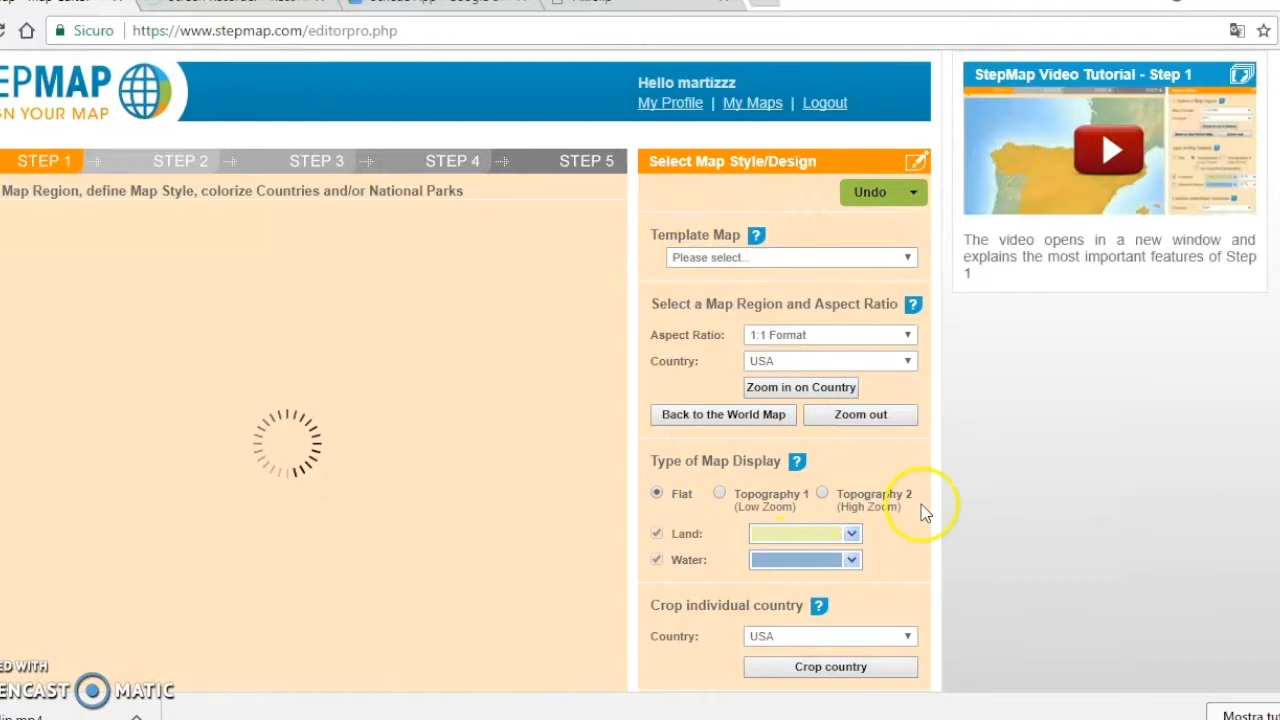 Sicuro https://www.stepmap.com/editorpro.php
EPMAP
GN YOUR MAP
Hello martizzz
My Profile | My Maps | Logout
STEP 1 STEP 2 STEP 3 STEP 4 STEP 5
Map Region, define Map Style, colorize Countries and/or National Parks
Select Map Style/Design
Undo
Template Map ?
Please select...
Select a Map Region and Aspect Ratio ?
Aspect Ratio: 1:1 Format
Country: USA
Zoom in on Country
Back to the World Map Zoom out
Type of Map Display ?
Flat Topography 1 Topography 2
(Low Zoom) (High Zoom)
Land:
Water:
Crop individual country ?
Country: USA
Crop country
StepMap Video Tutorial - Step 1
The video opens in a new window and
explains the most important features of Step
1
ED WITH
ENCAST MATIC
Mostra tu